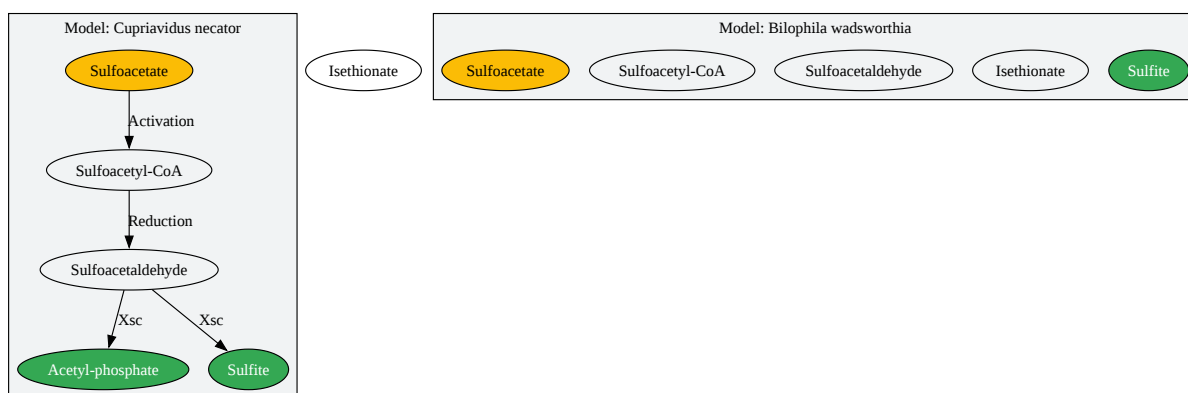 Model: Cupriavidus necator
Sulfoacetate
Activation
Sulfoacetyl-CoA
Reduction
Sulfoacetaldehyde
Xsc
Xsc
Acetyl-phosphate
Sulfite
Isethionate
Model: Bilophila wadsworthia
Sulfoacetate
Sulfoacetyl-CoA
Sulfoacetaldehyde
Isethionate
Sulfite